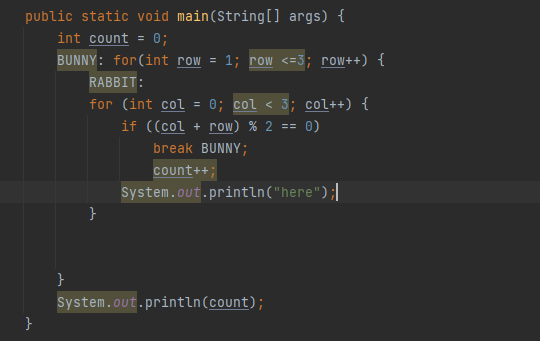 public static void main(String[] args) {
int count = 0;
BUNNY: for(int row = 1; row <=3; row++) {
RABBIT:
for (int col = 0; col < 3; col++) {
if ((col + row) % 2 == 0)
break BUNNY;
count++;
System.out.println("here");
}
}
System.out.println(count);
}